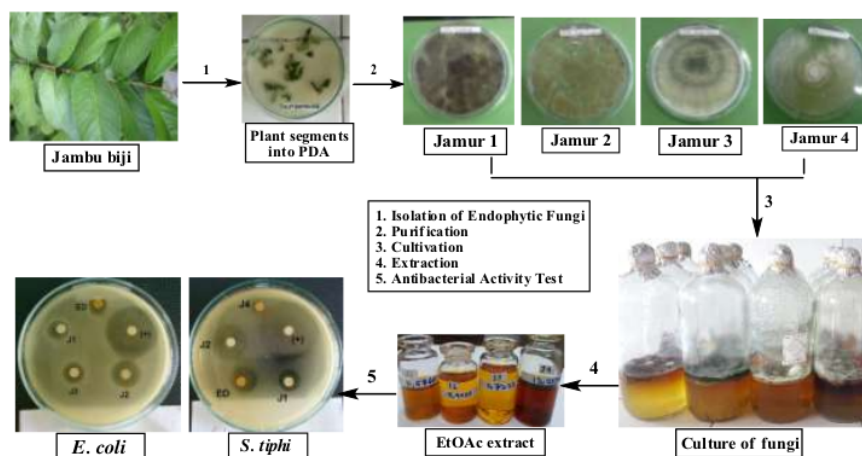 1
2
Jambu biji
Plant segments
into PDA
Jamur 1
Jamur 2
Jamur 3
Jamur 4
3
1. Isolation of Endophytic Fungi
2. Purification
3. Cultivation
4. Extraction
5. Antibacterial Activity Test
ED
J1
(+)
J3
J2
E. coli
J4
J2
(+)
ED
J1
S. tiphi
5
EtOAc extract
4
Culture of fungi